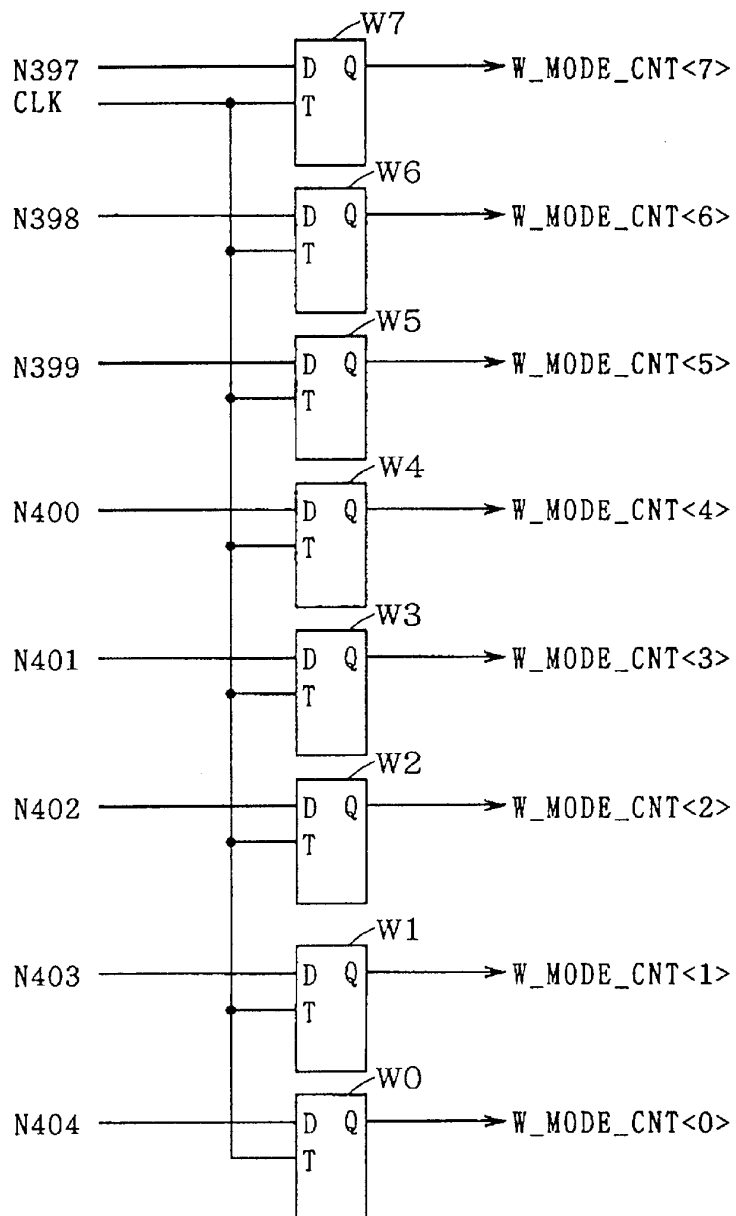 W7
N397 D Q W_MODE_CNT<7>
CLK T
W6
N398 D Q W_MODE_CNT<6>
T
W5
N399 D Q W_MODE_CNT<5>
T
W4
N400 D Q W_MODE_CNT<4>
T
W3
N401 D Q W_MODE_CNT<3>
T
W2
N402 D Q W_MODE_CNT<2>
T
W1
N403 D Q W_MODE_CNT<1>
T
W0
N404 D Q W_MODE_CNT<0>
T